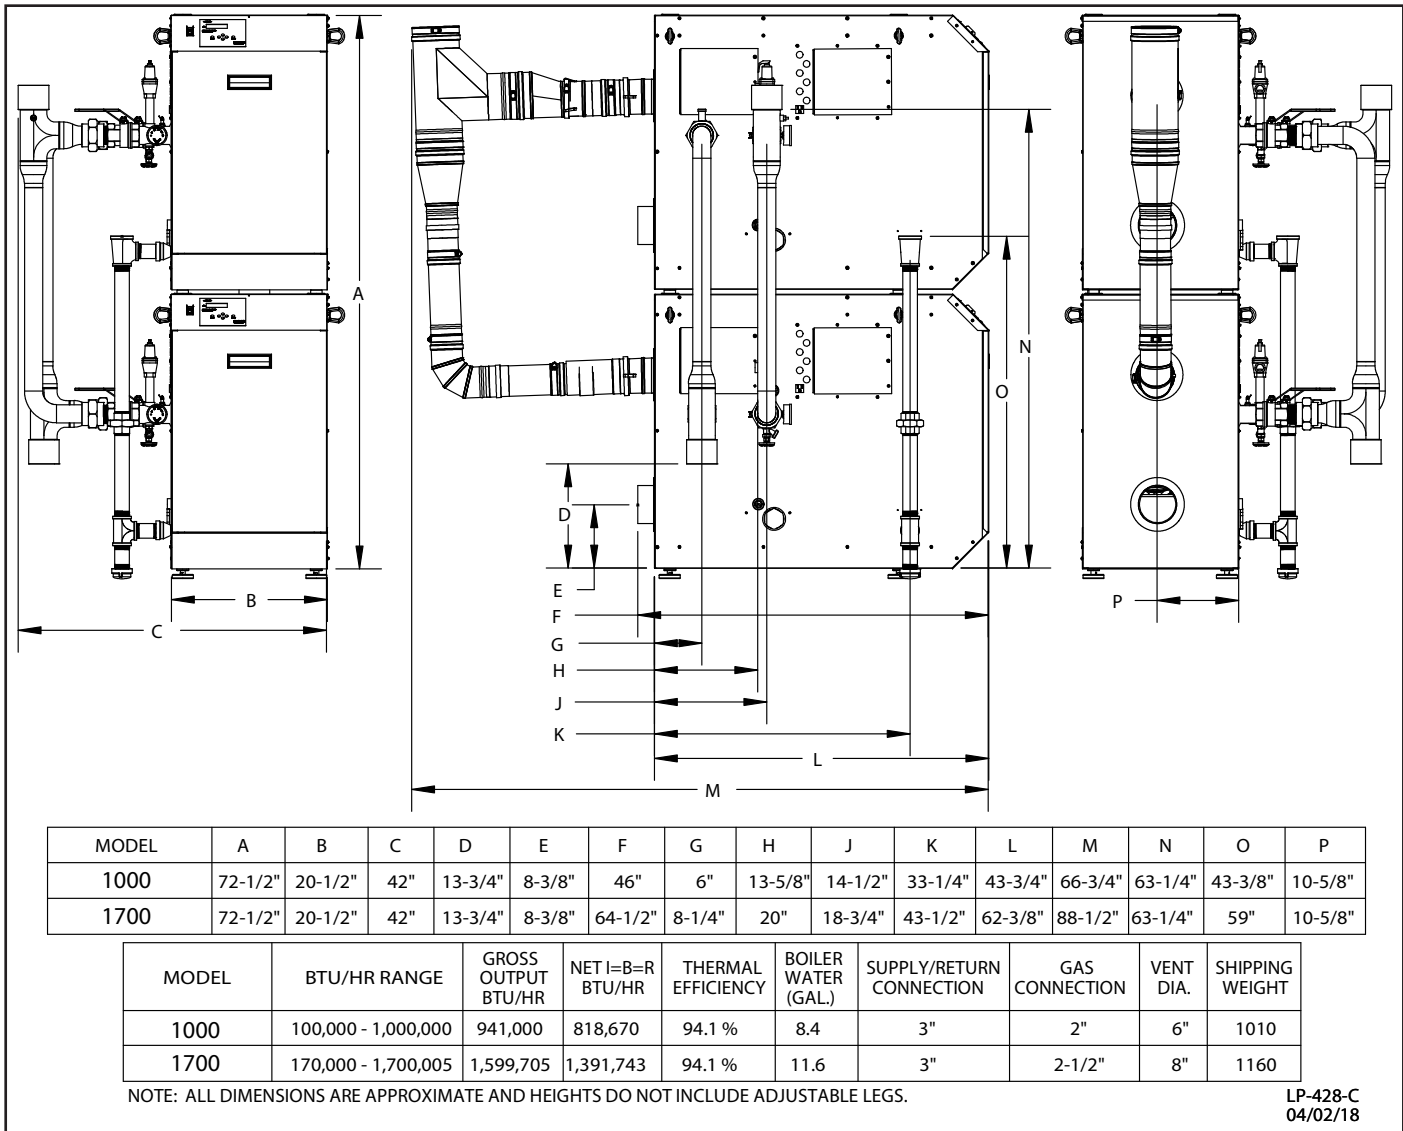 A
B
C
D
E
F
G
H
J
K
L
M
N
O
P
MODEL A B C D E F G H J K L M N O P
1000 72-1/2" 20-1/2" 42" 13-3/4" 8-3/8" 46" 6" 13-5/8" 14-1/2" 33-1/4" 43-3/4" 66-3/4" 63-1/4" 43-3/8" 10-5/8"
1700 72-1/2" 20-1/2" 42" 13-3/4" 8-3/8" 64-1/2" 8-1/4" 20" 18-3/4" 43-1/2" 62-3/8" 88-1/2" 63-1/4" 59" 10-5/8"
MODEL BTU/HR RANGE GROSS OUTPUT BTU/HR NET I=B=R BTU/HR THERMAL EFFICIENCY BOILER WATER (GAL.) SUPPLY/RETURN CONNECTION GAS CONNECTION VENT DIA. SHIPPING WEIGHT
1000 100,000 - 1,000,000 941,000 818,670 94.1 % 8.4 3" 2" 6" 1010
1700 170,000 - 1,700,005 1,599,705 1,391,743 94.1 % 11.6 3" 2-1/2" 8" 1160
NOTE: ALL DIMENSIONS ARE APPROXIMATE AND HEIGHTS DO NOT INCLUDE ADJUSTABLE LEGS.
LP-428-C
04/02/18